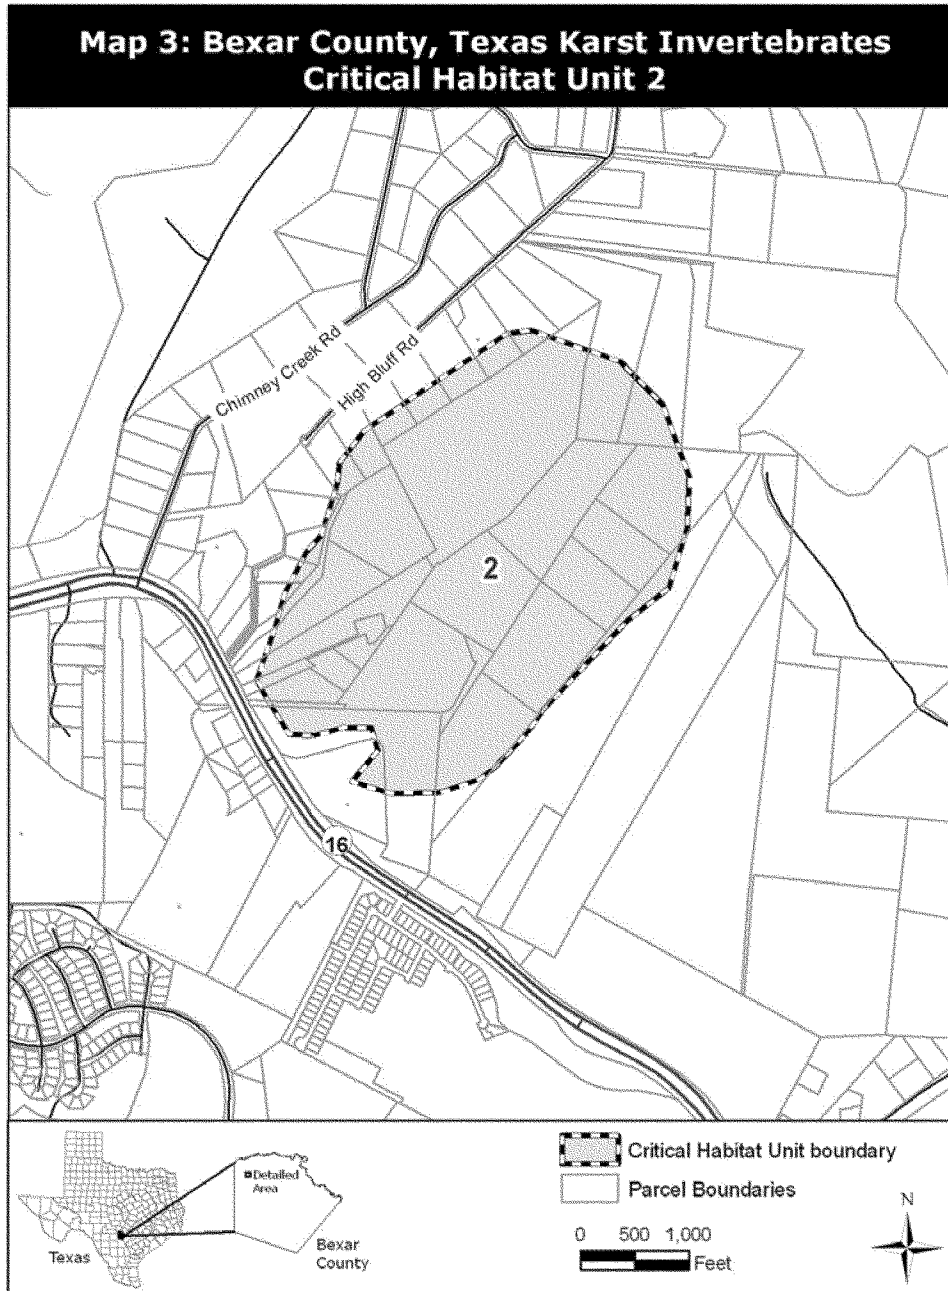 Map 3: Bexar County, Texas Karst Invertebrates
Critical Habitat Unit 2
Chimney Creek Rd
High Bluff Rd
2
16
Detailed
Area
Texas
Bexar
County
Critical Habitat Unit boundary
Parcel Boundaries
0 500 1,000
Feet
N